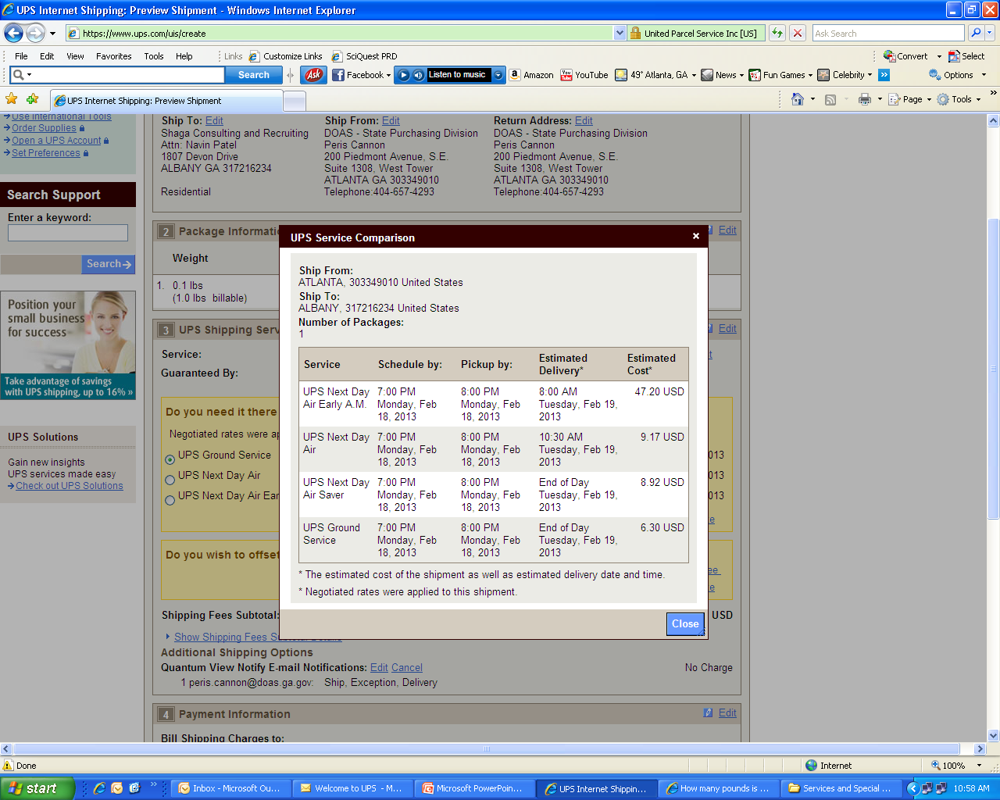 UPS Internet Shipping: Preview Shipment - Windows Internet Explorer
https://www.ups.com/uis/create
United Parcel Service Inc [US]
Ask Search
File Edit View Favorites Tools Help
Links Customize Links SciQuest PRD
Convert Select
Search
Ask
Facebook
Listen to music
Amazon
YouTube
49° Atlanta, GA
News
Fun Games
Celebrity
Options
UPS Internet Shipping: Preview Shipment
Page Tools
Use International Tools
Order Supplies
Open a UPS Account
Set Preferences
Search Support
Enter a keyword:
Search
Position your
small business
for success
Take advantage of savings
with UPS shipping, up to 16% »
UPS Solutions
Gain new insights
UPS services made easy
Check out UPS Solutions
Ship To: Edit
Shaga Consulting and Recruiting
Attn: Navin Patel
1807 Devon Drive
ALBANY GA 317216234
Residential
Ship From: Edit
DOAS - State Purchasing Division
Peris Cannon
200 Piedmont Avenue, S.E.
Suite 1308, West Tower
ATLANTA GA 303349010
Telephone:404-657-4293
Return Address: Edit
DOAS - State Purchasing Division
Peris Cannon
200 Piedmont Avenue, S.E.
Suite 1308, West Tower
ATLANTA GA 303349010
Telephone:404-657-4293
2 Package Informatio
Edit
Weight
1. 0.1 lbs
(1.0 lbs billable)
3 UPS Shipping Serv
Edit
Service:
Guaranteed By:
Do you need it there
Negotiated rates were ap
UPS Ground Service
013
UPS Next Day Air
013
UPS Next Day Air Ear
013
Do you wish to offset
Shipping Fees Subtotal:
USD
Show Shipping Fees Subtotal Details
Additional Shipping Options
Quantum View Notify E-mail Notifications: Edit Cancel
No Charge
1 peris.cannon@doas.ga.gov: Ship, Exception, Delivery
4 Payment Information
Edit
Bill Shipping Charges to:
UPS Service Comparison
Ship From:
ATLANTA, 303349010 United States
Ship To:
ALBANY, 317216234 United States
Number of Packages:
1
Service Schedule by: Pickup by: Estimated Delivery* Estimated Cost*
UPS Next Day 7:00 PM 8:00 PM 8:00 AM 47.20 USD
Air Early A.M. Monday, Feb Monday, Feb Tuesday, Feb 19,
18, 2013 18, 2013 2013
UPS Next Day 7:00 PM 8:00 PM 10:30 AM 9.17 USD
Air Monday, Feb Monday, Feb Tuesday, Feb 19,
18, 2013 18, 2013 2013
UPS Next Day 7:00 PM 8:00 PM End of Day 8.92 USD
Air Saver Monday, Feb Monday, Feb Tuesday, Feb 19,
18, 2013 18, 2013 2013
UPS Ground 7:00 PM 8:00 PM End of Day 6.30 USD
Service Monday, Feb Monday, Feb Tuesday, Feb 19,
18, 2013 18, 2013 2013
* The estimated cost of the shipment as well as estimated delivery date and time.
* Negotiated rates were applied to this shipment.
Close
Done
Internet
100%
start
Inbox - Microsoft Ou...
Welcome to UPS - M...
Microsoft PowerPoin...
UPS Internet Shippin...
How many pounds is ...
Services and Special ...
10:58 AM